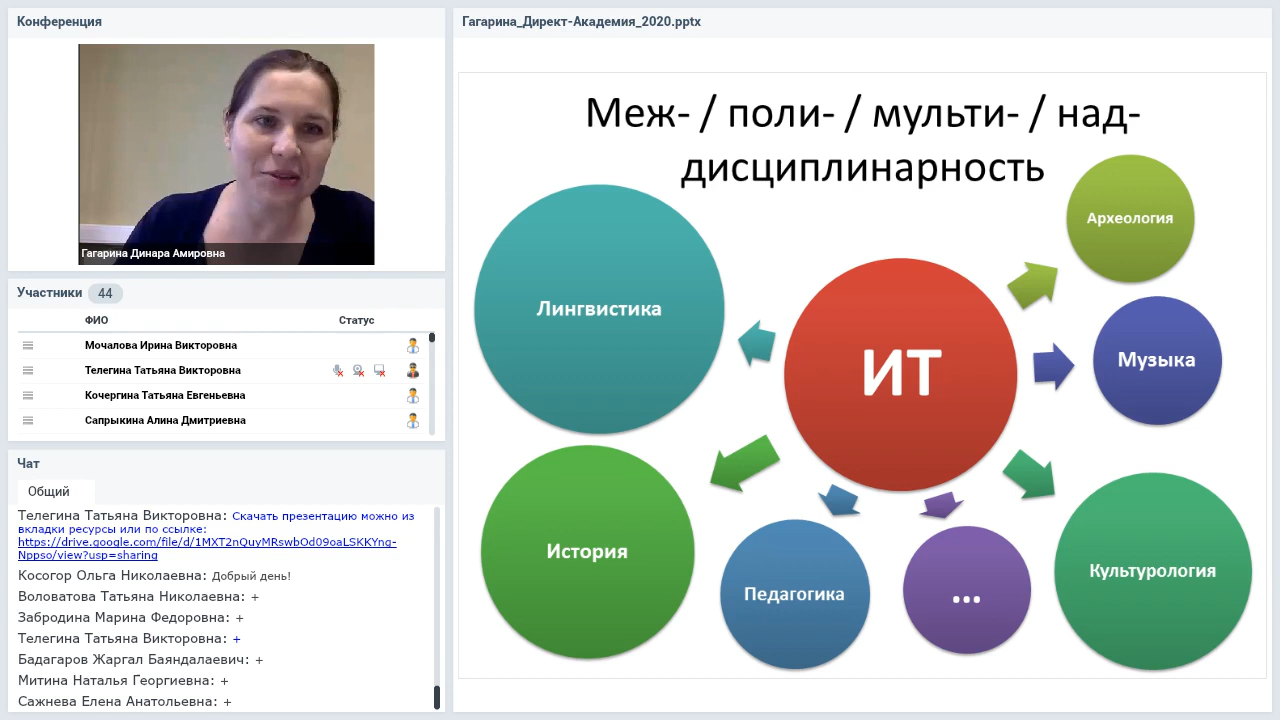 Конференция
Гагарина Динара Амировна
Участники 44
ФИО Статус
Мочалова Ирина Викторовна
Телегина Татьяна Викторовна
Кочергина Татьяна Евгеньевна
Сапрыкина Алина Дмитриевна
Чат
Общий
Телегина Татьяна Викторовна: Скачать презентацию можно из
вкладки ресурсы или по ссылке:
https://drive.google.com/file/d/1MXT2nQuyMRswbOd09oaLSKKYng-
Nppso/view?usp=sharing
Косогор Ольга Николаевна: Добрый день!
Воловатова Татьяна Николаевна: +
Забродина Марина Федоровна: +
Телегина Татьяна Викторовна: +
Бадагаров Жаргал Баяндалаевич: +
Митина Наталья Георгиевна: +
Сажнева Елена Анатольевна: +
Гагарина_Директ-Академия_2020.pptx
Меж- / поли- / мульти- / над-
дисциплинарность
Археология
Лингвистика
ИТ
Музыка
История
Педагогика
...
Культурология